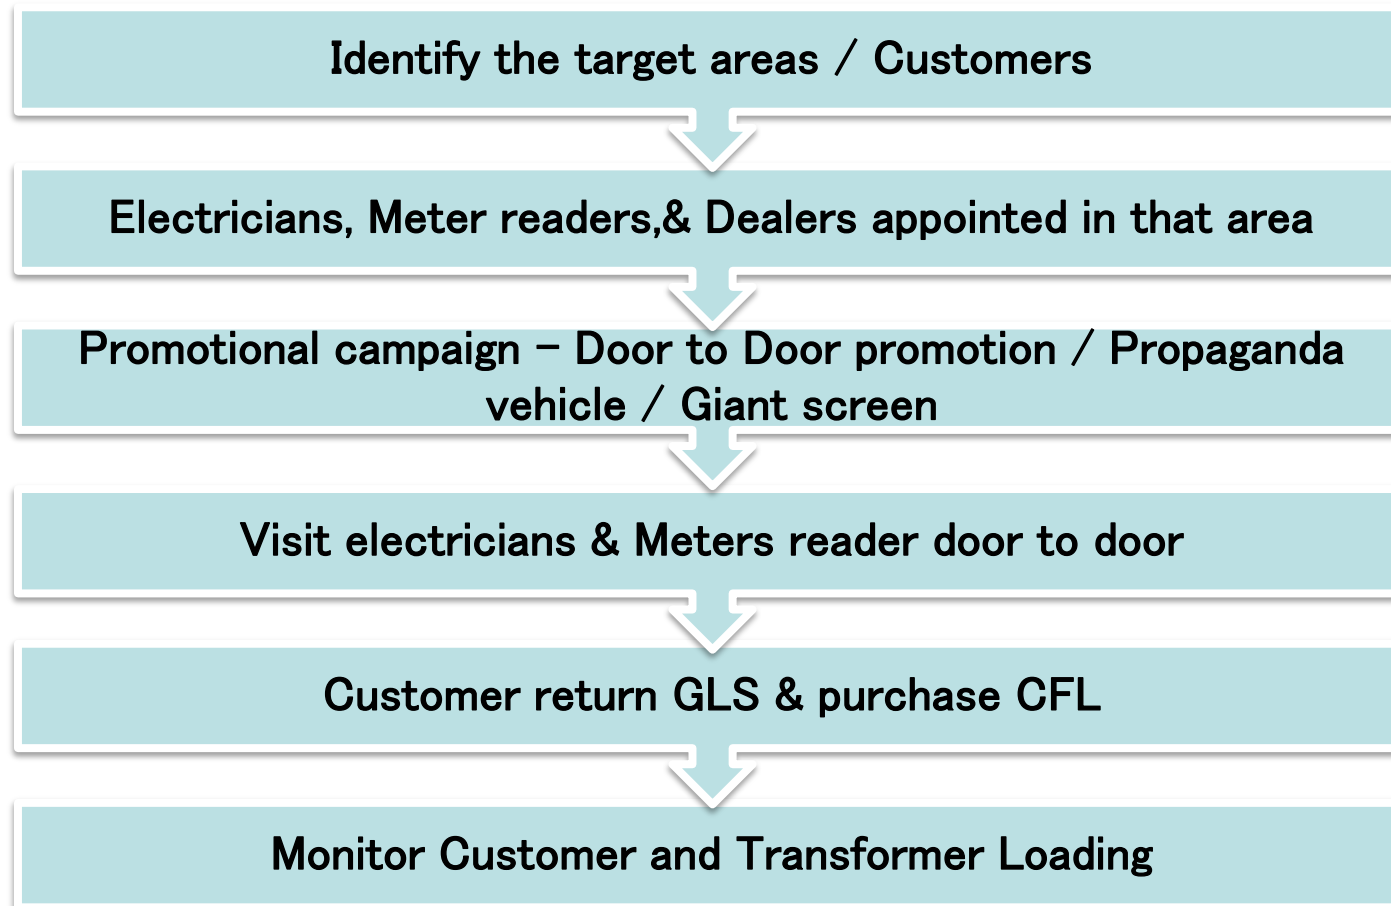 Identify the target areas / Customers
Electricians, Meter readers,& Dealers appointed in that area
Promotional campaign – Door to Door promotion / Propaganda
vehicle / Giant screen
Visit electricians & Meters reader door to door
Customer return GLS & purchase CFL
Monitor Customer and Transformer Loading